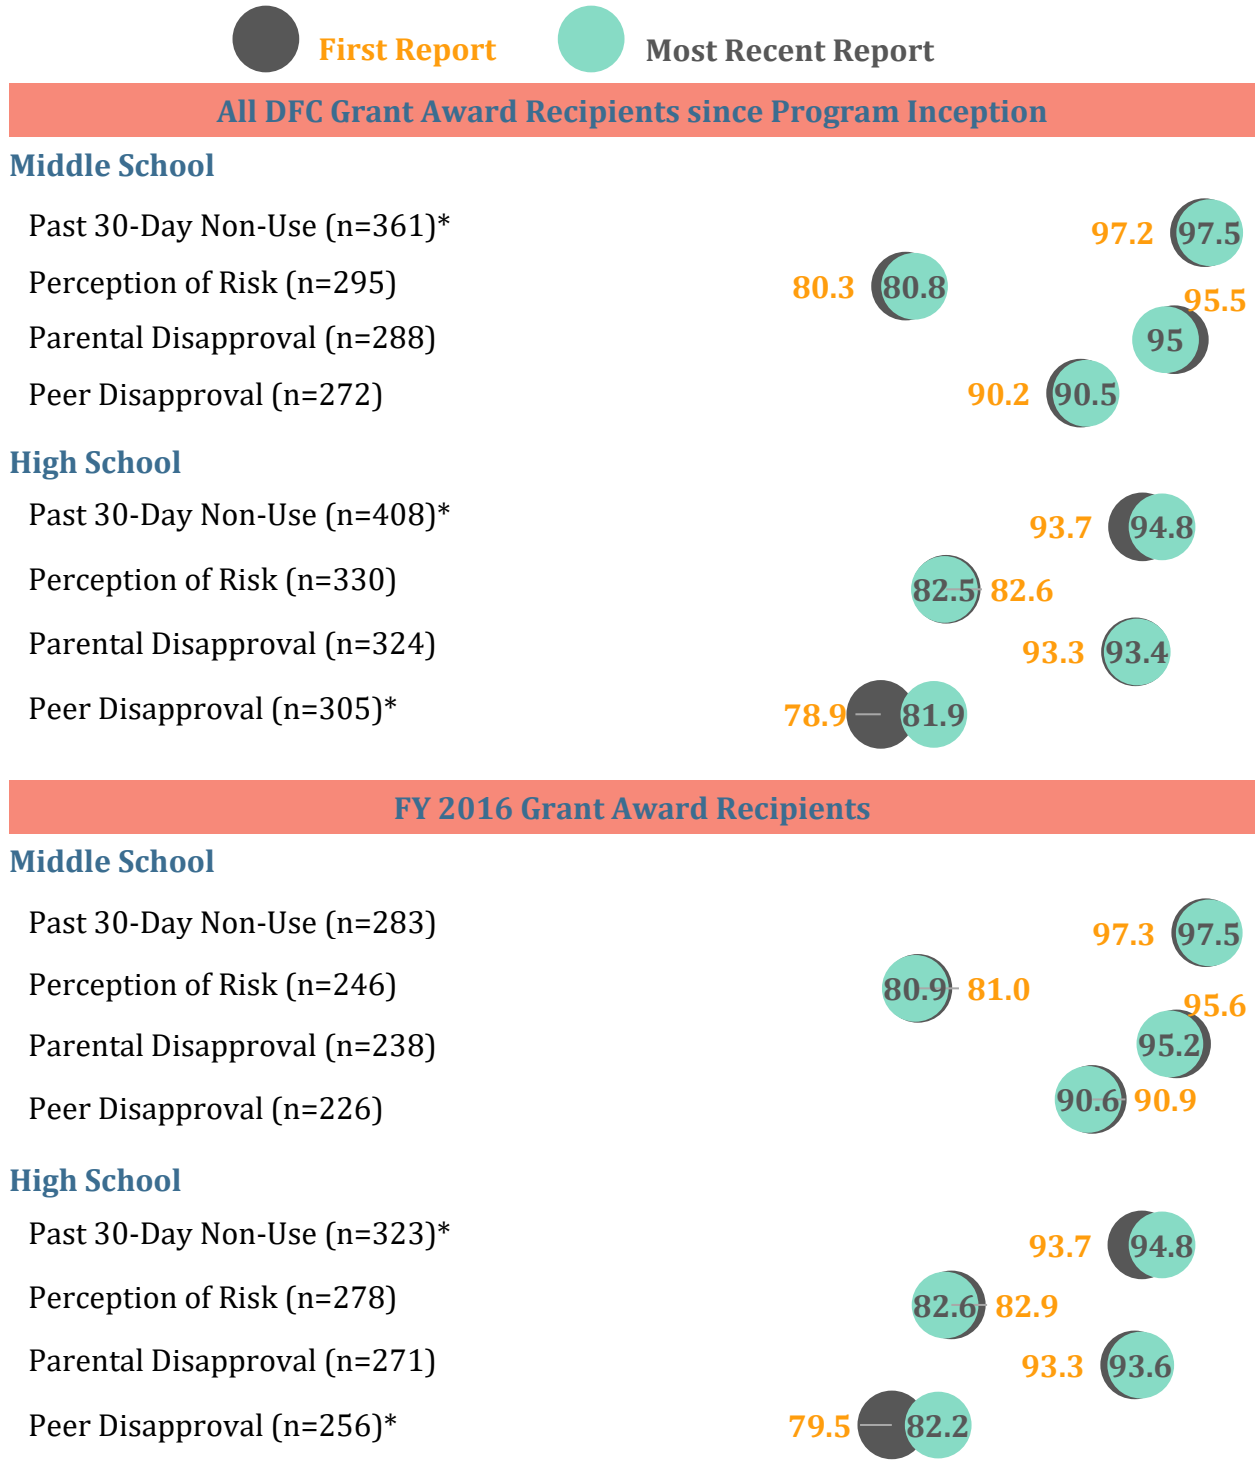 First Report Most Recent Report
All DFC Grant Award Recipients since Program Inception
Middle School
Past 30-Day Non-Use (n=361)* 97.2 97.5
Perception of Risk (n=295) 80.3 80.8
95.5
Parental Disapproval (n=288) 95
Peer Disapproval (n=272) 90.2 90.5
High School
Past 30-Day Non-Use (n=408)* 93.7 94.8
Perception of Risk (n=330) 82.5 82.6
Parental Disapproval (n=324) 93.3 93.4
Peer Disapproval (n=305)* 78.9 81.9
FY 2016 Grant Award Recipients
Middle School
Past 30-Day Non-Use (n=283) 97.3 97.5
Perception of Risk (n=246) 80.9 81.0
95.6
Parental Disapproval (n=238) 95.2
Peer Disapproval (n=226) 90.6 90.9
High School
Past 30-Day Non-Use (n=323)* 93.7 94.8
Perception of Risk (n=278) 82.6 82.9
Parental Disapproval (n=271) 93.3 93.6
Peer Disapproval (n=256)* 79.5 82.2